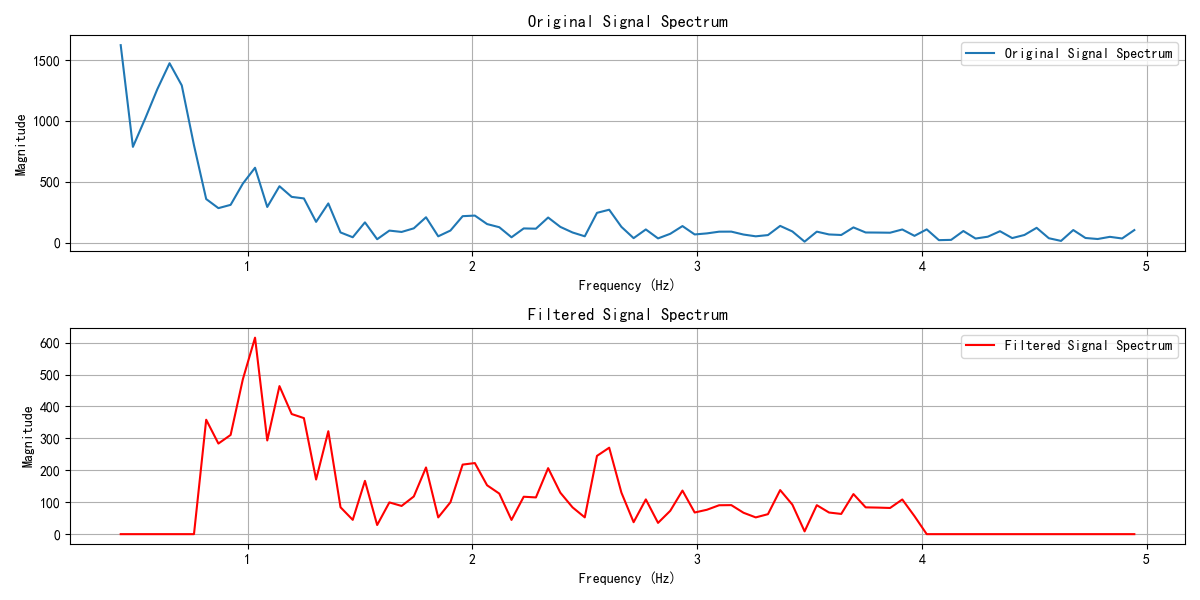 Original Signal Spectrum
Original Signal Spectrum
Magnitude
1500
1000
500
0
1 2 3 4 5
Frequency (Hz)
Filtered Signal Spectrum
Filtered Signal Spectrum
Magnitude
600
500
400
300
200
100
0
1 2 3 4 5
Frequency (Hz)